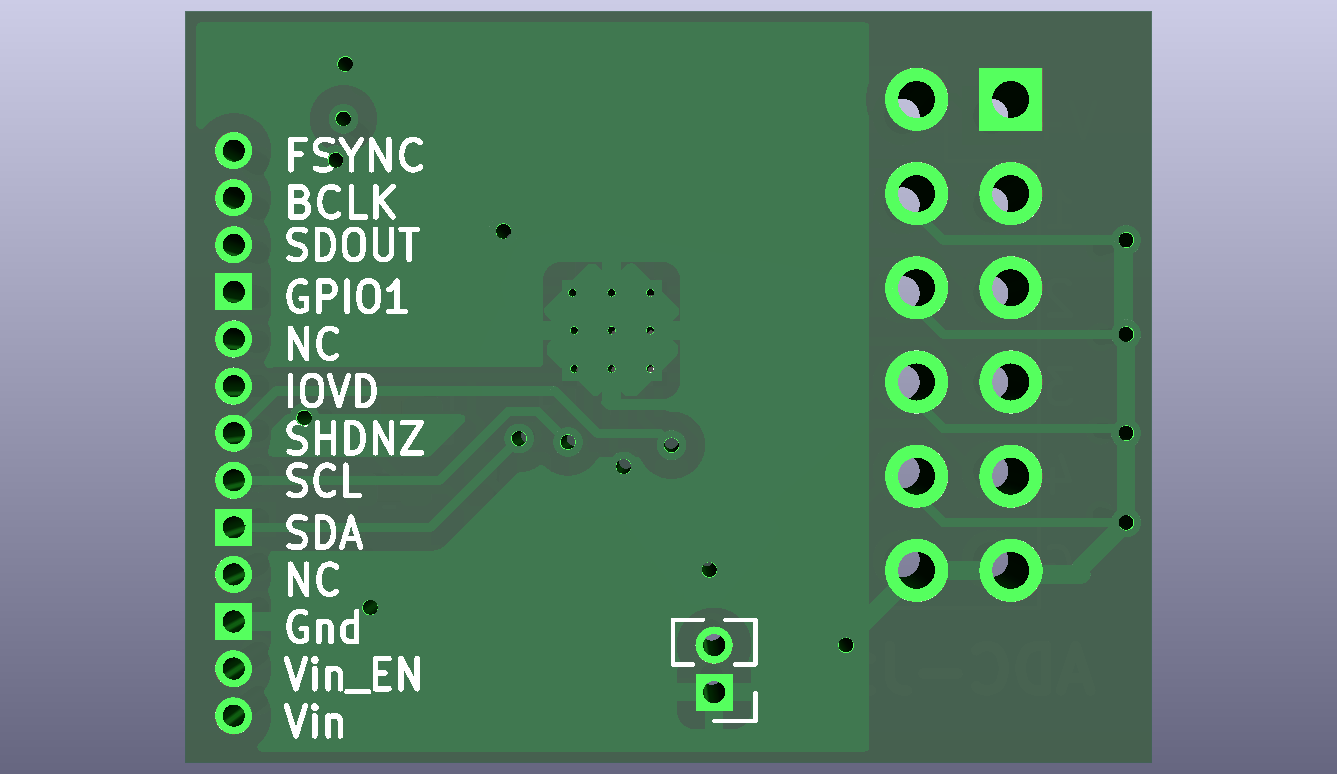 FSYNC
BCLK
SDOUT
GPIO1
NC
IOVD
SHDNZ
SCL
SDA
NC
Gnd
Vin_EN
Vin